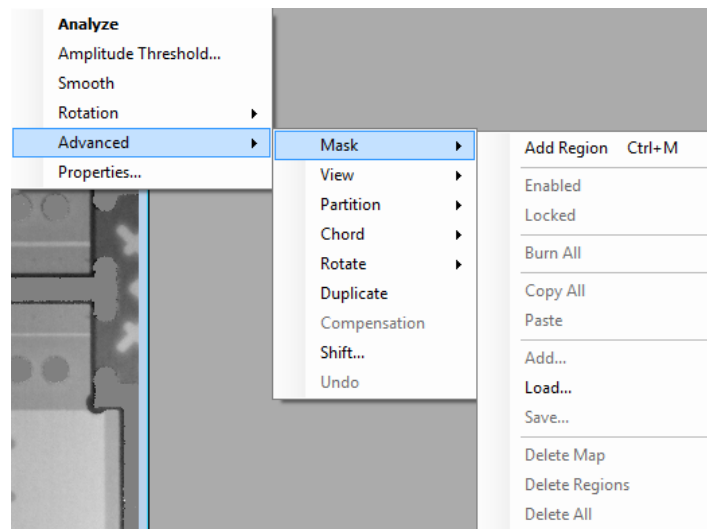 Analyze
Amplitude Threshold...
Smooth
Rotation
Advanced
Properties...
Mask
View
Partition
Chord
Rotate
Duplicate
Compensation
Shift...
Undo
Add Region Ctrl+M
Enabled
Locked
Burn All
Copy All
Paste
Add...
Load...
Save...
Delete Map
Delete Regions
Delete All